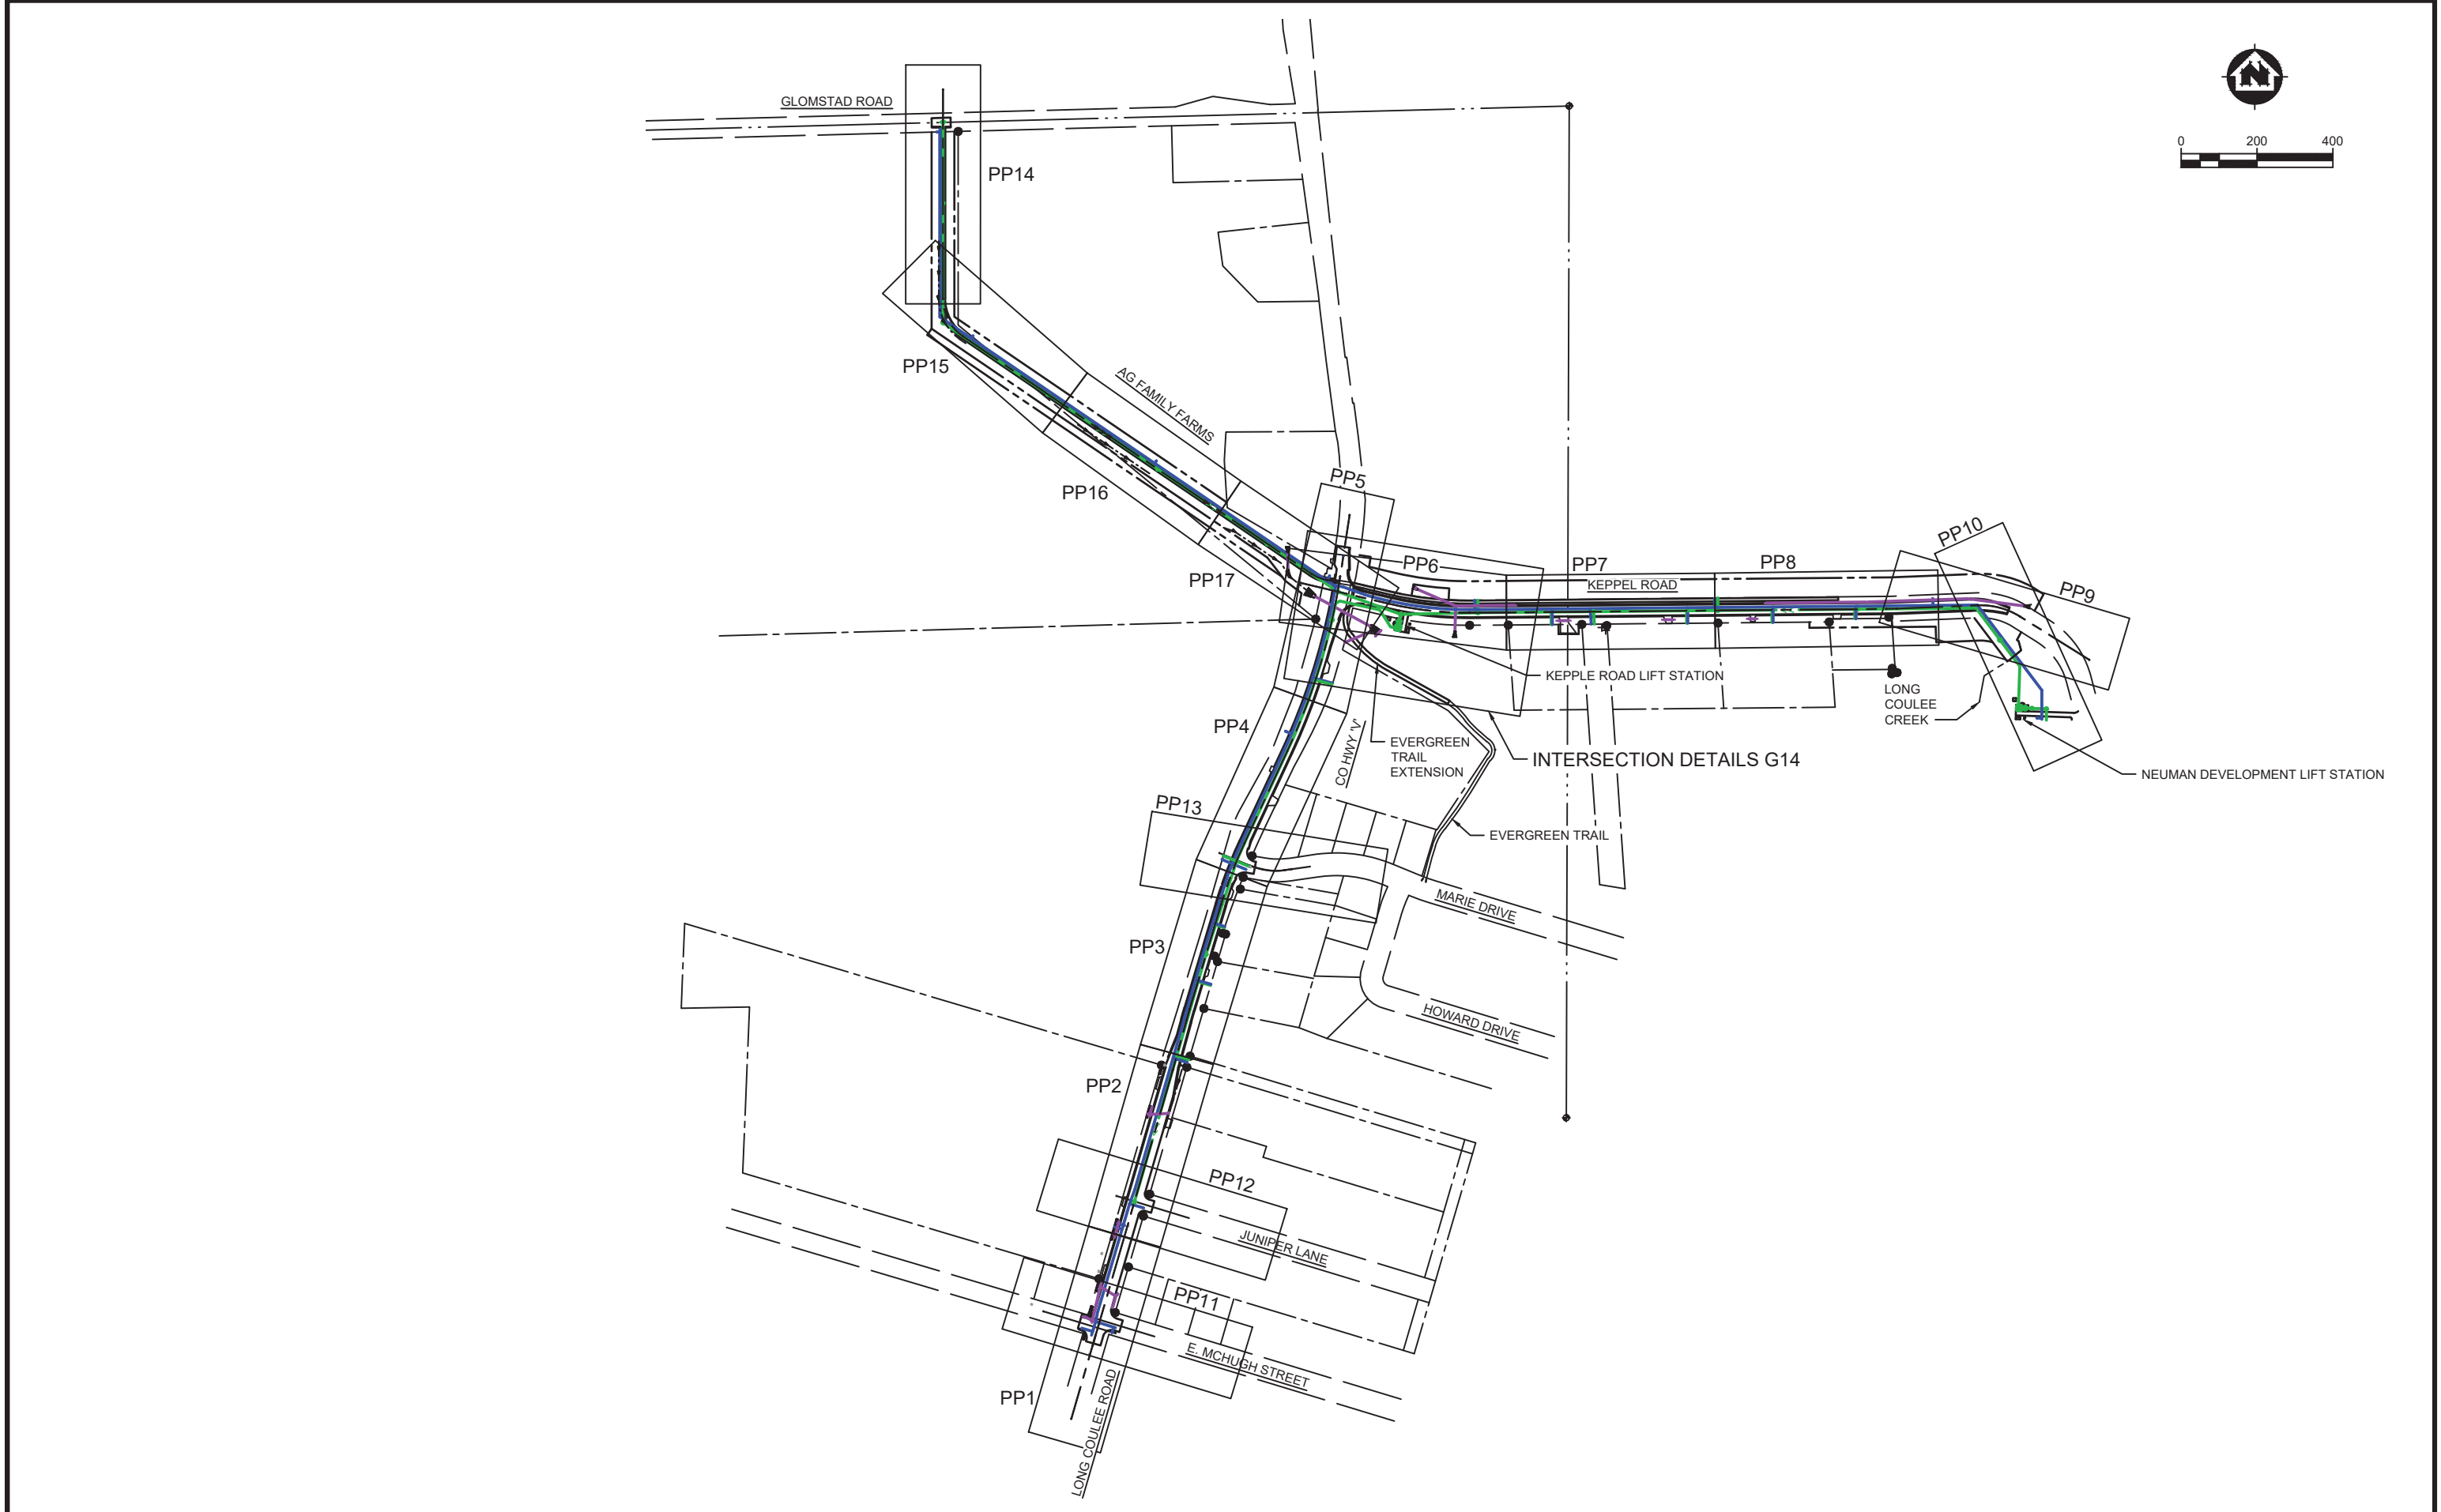 GLOMSTAD ROAD
N
0 200 400
PP14
PP15
AG FAMILY FARMS
PP16
PP5
PP17
PP6
PP7
PP8
KEPPEL ROAD
PP10
PP9
KEPPLE ROAD LIFT STATION
LONG
COULEE
CREEK
PP4
CO HWY 'V'
EVERGREEN
TRAIL
EXTENSION
INTERSECTION DETAILS G14
NEUMAN DEVELOPMENT LIFT STATION
PP13
EVERGREEN TRAIL
MARIE DRIVE
PP3
HOWARD DRIVE
PP2
PP12
JUNIPER LANE
PP11
E. MCHUGH STREET
PP1
LONG COULEE ROAD